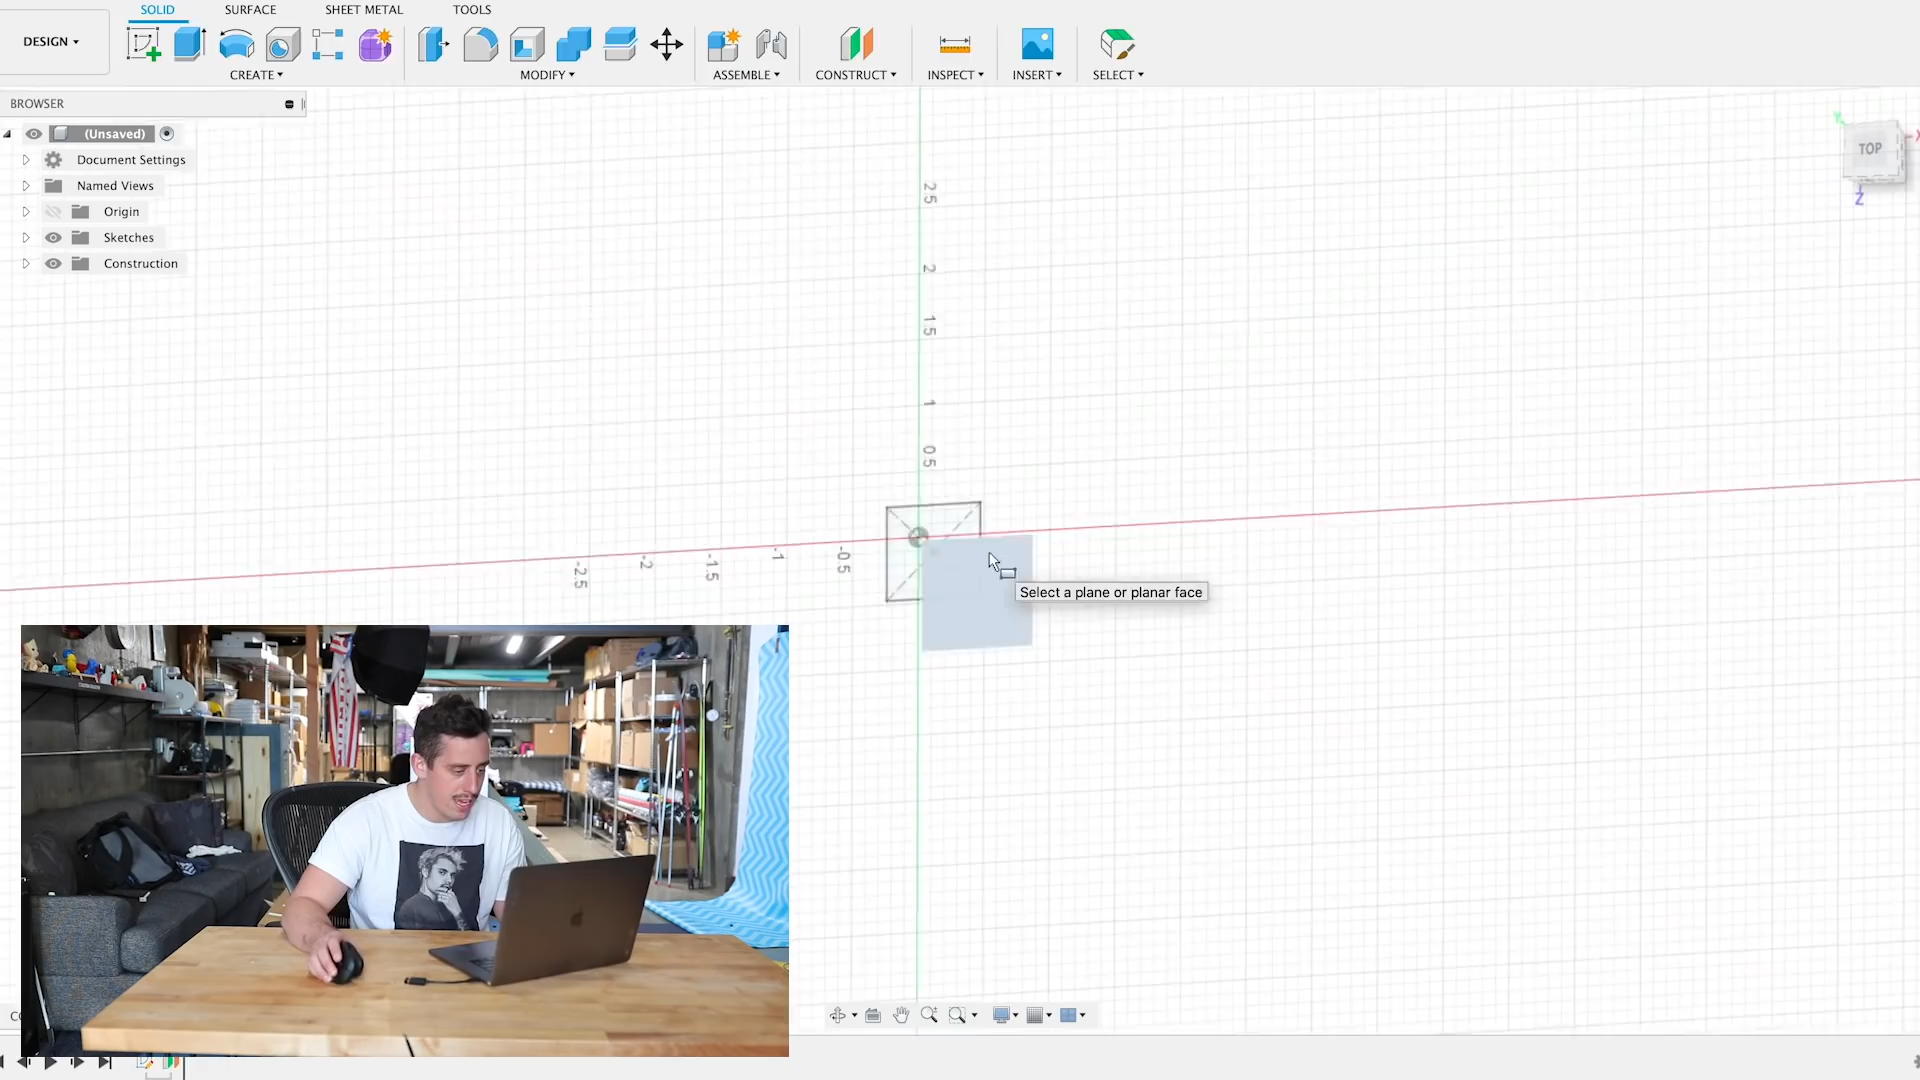 SOLID
SURFACE
SHEET METAL
TOOLS
DESIGN
CREATE
MODIFY
ASSEMBLE
CONSTRUCT
INSPECT
INSERT
SELECT
BROWSER
(Unsaved)
Document Settings
Named Views
Origin
Sketches
Construction
TOP
X
Y
Z
2.5
2
1.5
1
0.5
-2.5
-2
-1.5
-1
-0.5
Select a plane or planar face